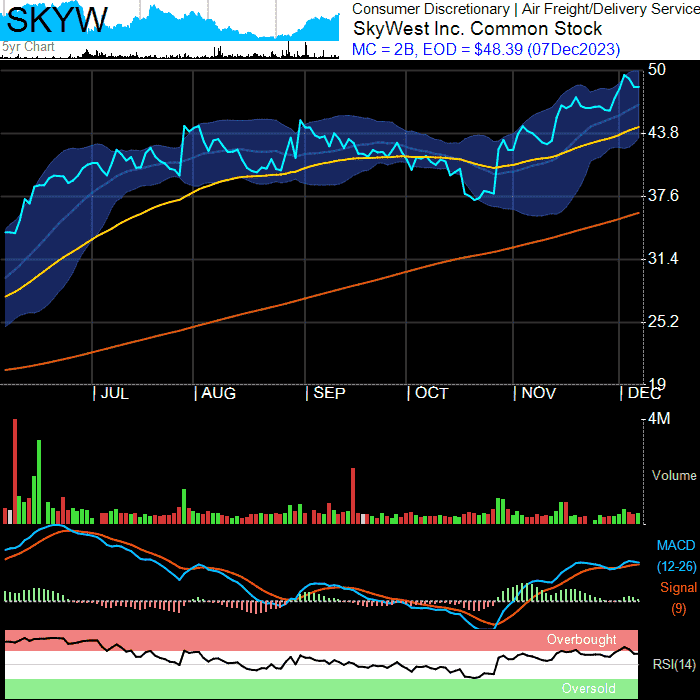 SKYW
5yr Chart
Consumer Discretionary | Air Freight/Delivery Service
SkyWest Inc. Common Stock
MC = 2B, EOD = $48.39 (07Dec2023)
50
43.8
37.6
31.4
25.2
19
JUL
AUG
SEP
OCT
NOV
DEC
4M
Volume
MACD
(12-26)
Signal
(9)
Overbought
RSI(14)
Oversold